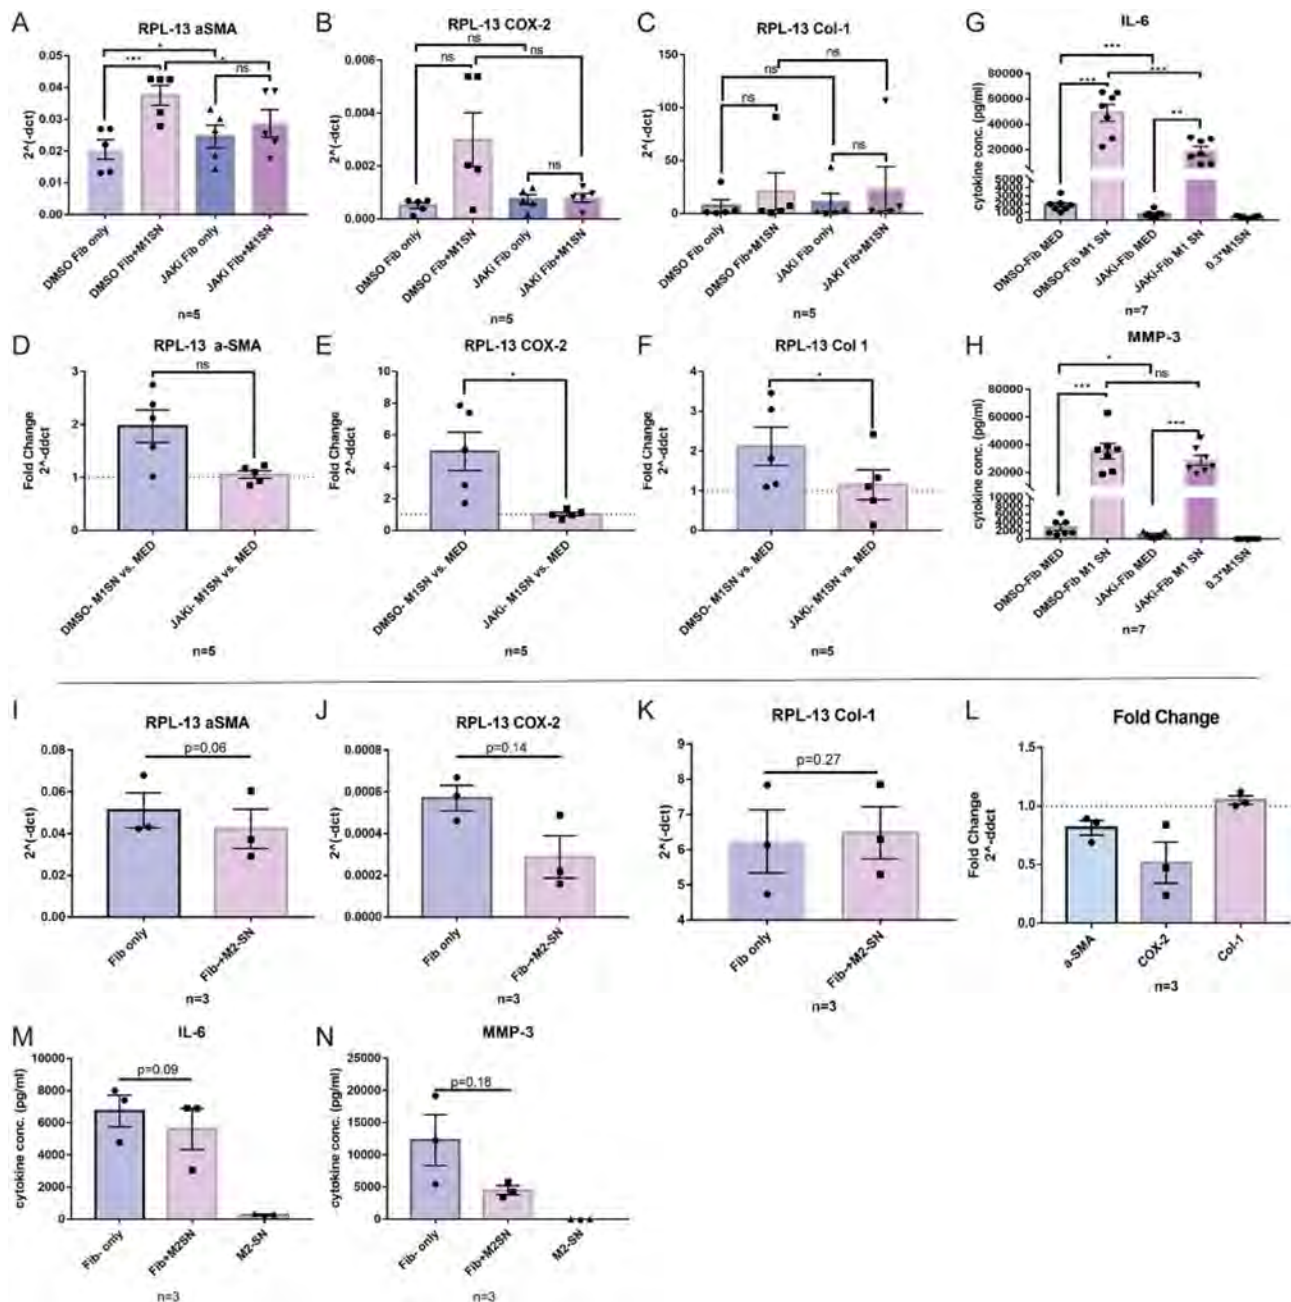 A
RPL-13 aSMA
2^(-dct)
0.05
0.04
0.03
0.02
0.01
0.00
*
***
*
ns
DMSO Fib only
DMSO Fib+M1SN
JAKi Fib only
JAKi Fib+M1SN
n=5
B
RPL-13 COX-2
2^(-dct)
0.006
0.004
0.002
0.000
ns
ns
ns
ns
DMSO Fib only
DMSO Fib+M1SN
JAKi Fib only
JAKi Fib+M1SN
n=5
C
RPL-13 Col-1
2^(-dct)
150
100
50
0
ns
ns
ns
ns
DMSO Fib only
DMSO Fib+M1SN
JAKi Fib only
JAKi Fib+M1SN
n=5
G
IL-6
cytokine conc. (pg/ml)
80000
60000
40000
20000
5000
4000
3000
2000
1000
0
***
***
***
**
DMSO-Fib MED
DMSO-Fib M1 SN
JAKi-Fib MED
JAKi-Fib M1 SN
0.3*M1SN
n=7
D
RPL-13 a-SMA
Fold Change
2^-ddct
3
2
1
0
ns
DMSO- M1SN vs. MED
JAKi- M1SN vs. MED
n=5
E
RPL-13 COX-2
Fold Change
2^-ddct
10
8
6
4
2
0
*
DMSO- M1SN vs. MED
JAKi- M1SN vs. MED
n=5
F
RPL-13 Col 1
Fold Change
2^-ddct
4
3
2
1
0
*
DMSO- M1SN vs. MED
JAKi- M1SN vs. MED
n=5
H
MMP-3
cytokine conc. (pg/ml)
80000
60000
40000
20000
10000
8000
6000
4000
2000
0
*
***
ns
***
DMSO-Fib MED
DMSO-Fib M1 SN
JAKi-Fib MED
JAKi-Fib M1 SN
0.3*M1SN
n=7
I
RPL-13 aSMA
2^(-dct)
0.08
0.06
0.04
0.02
0.00
p=0.06
Fib only
Fib-+M2-SN
n=3
J
RPL-13 COX-2
2^(-dct)
0.0008
0.0006
0.0004
0.0002
0.0000
p=0.14
Fib only
Fib-+M2-SN
n=3
K
RPL-13 Col-1
2^(-dct)
9
8
7
6
5
4
p=0.27
Fib only
Fib-+M2-SN
n=3
L
Fold Change
Fold Change
2^-ddct
1.5
1.0
0.5
0.0
a-SMA
COX-2
Col-1
n=3
M
IL-6
cytokine conc. (pg/ml)
10000
8000
6000
4000
2000
0
p=0.09
Fib- only
Fib+M2SN
M2-SN
n=3
N
MMP-3
cytokine conc. (pg/ml)
25000
20000
15000
10000
5000
0
p=0.18
Fib- only
Fib+M2SN
M2-SN
n=3